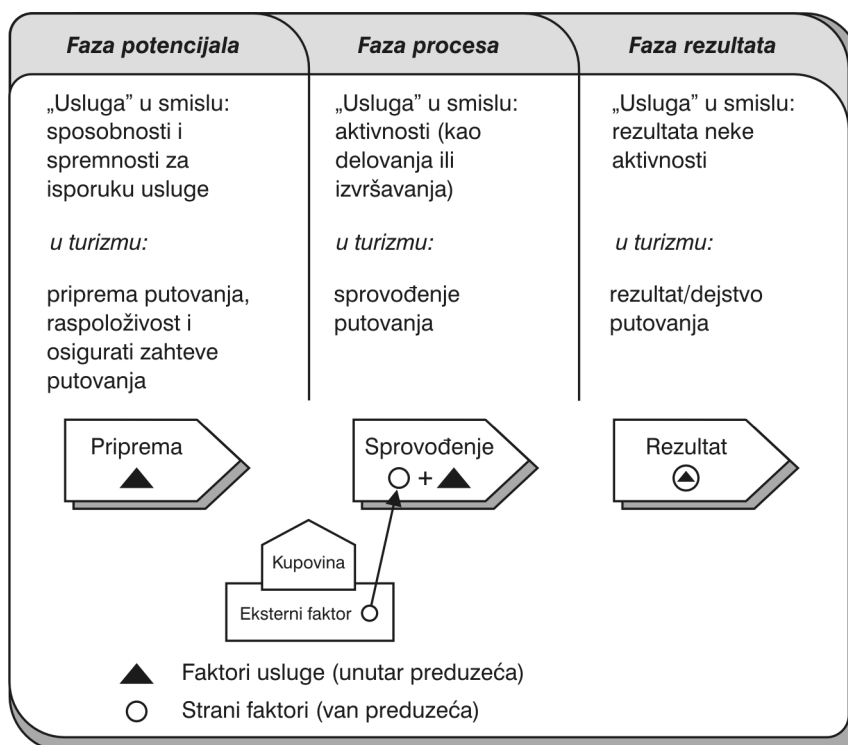 Faza potencijala
Faza procesa
Faza rezultata
„Usluga” u smislu:
sposobnosti i
spremnosti za
isporuku usluge
u turizmu:
priprema putovanja,
raspoloživost i
osigurati zahteve
putovanja
„Usluga” u smislu:
aktivnosti (kao
delovanja ili
izvršavanja)
u turizmu:
sprovođenje
putovanja
„Usluga” u smislu:
rezultata neke
aktivnosti
u turizmu:
rezultat/dejstvo
putovanja
Priprema
Sprovođenje
+
Rezultat
Kupovina
Eksterni faktor
Faktori usluge (unutar preduzeća)
Strani faktori (van preduzeća)